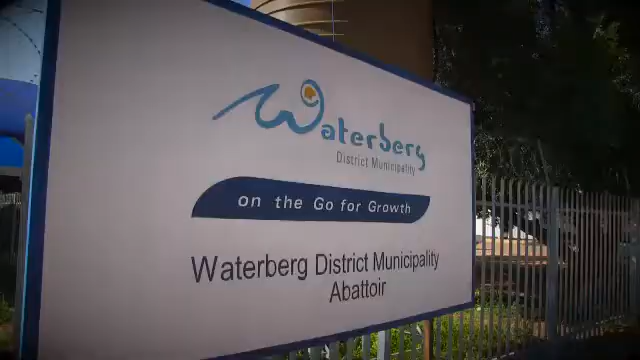 Waterberg
District Municipality
on the Go for Growth
Waterberg District Municipality
Abattoir